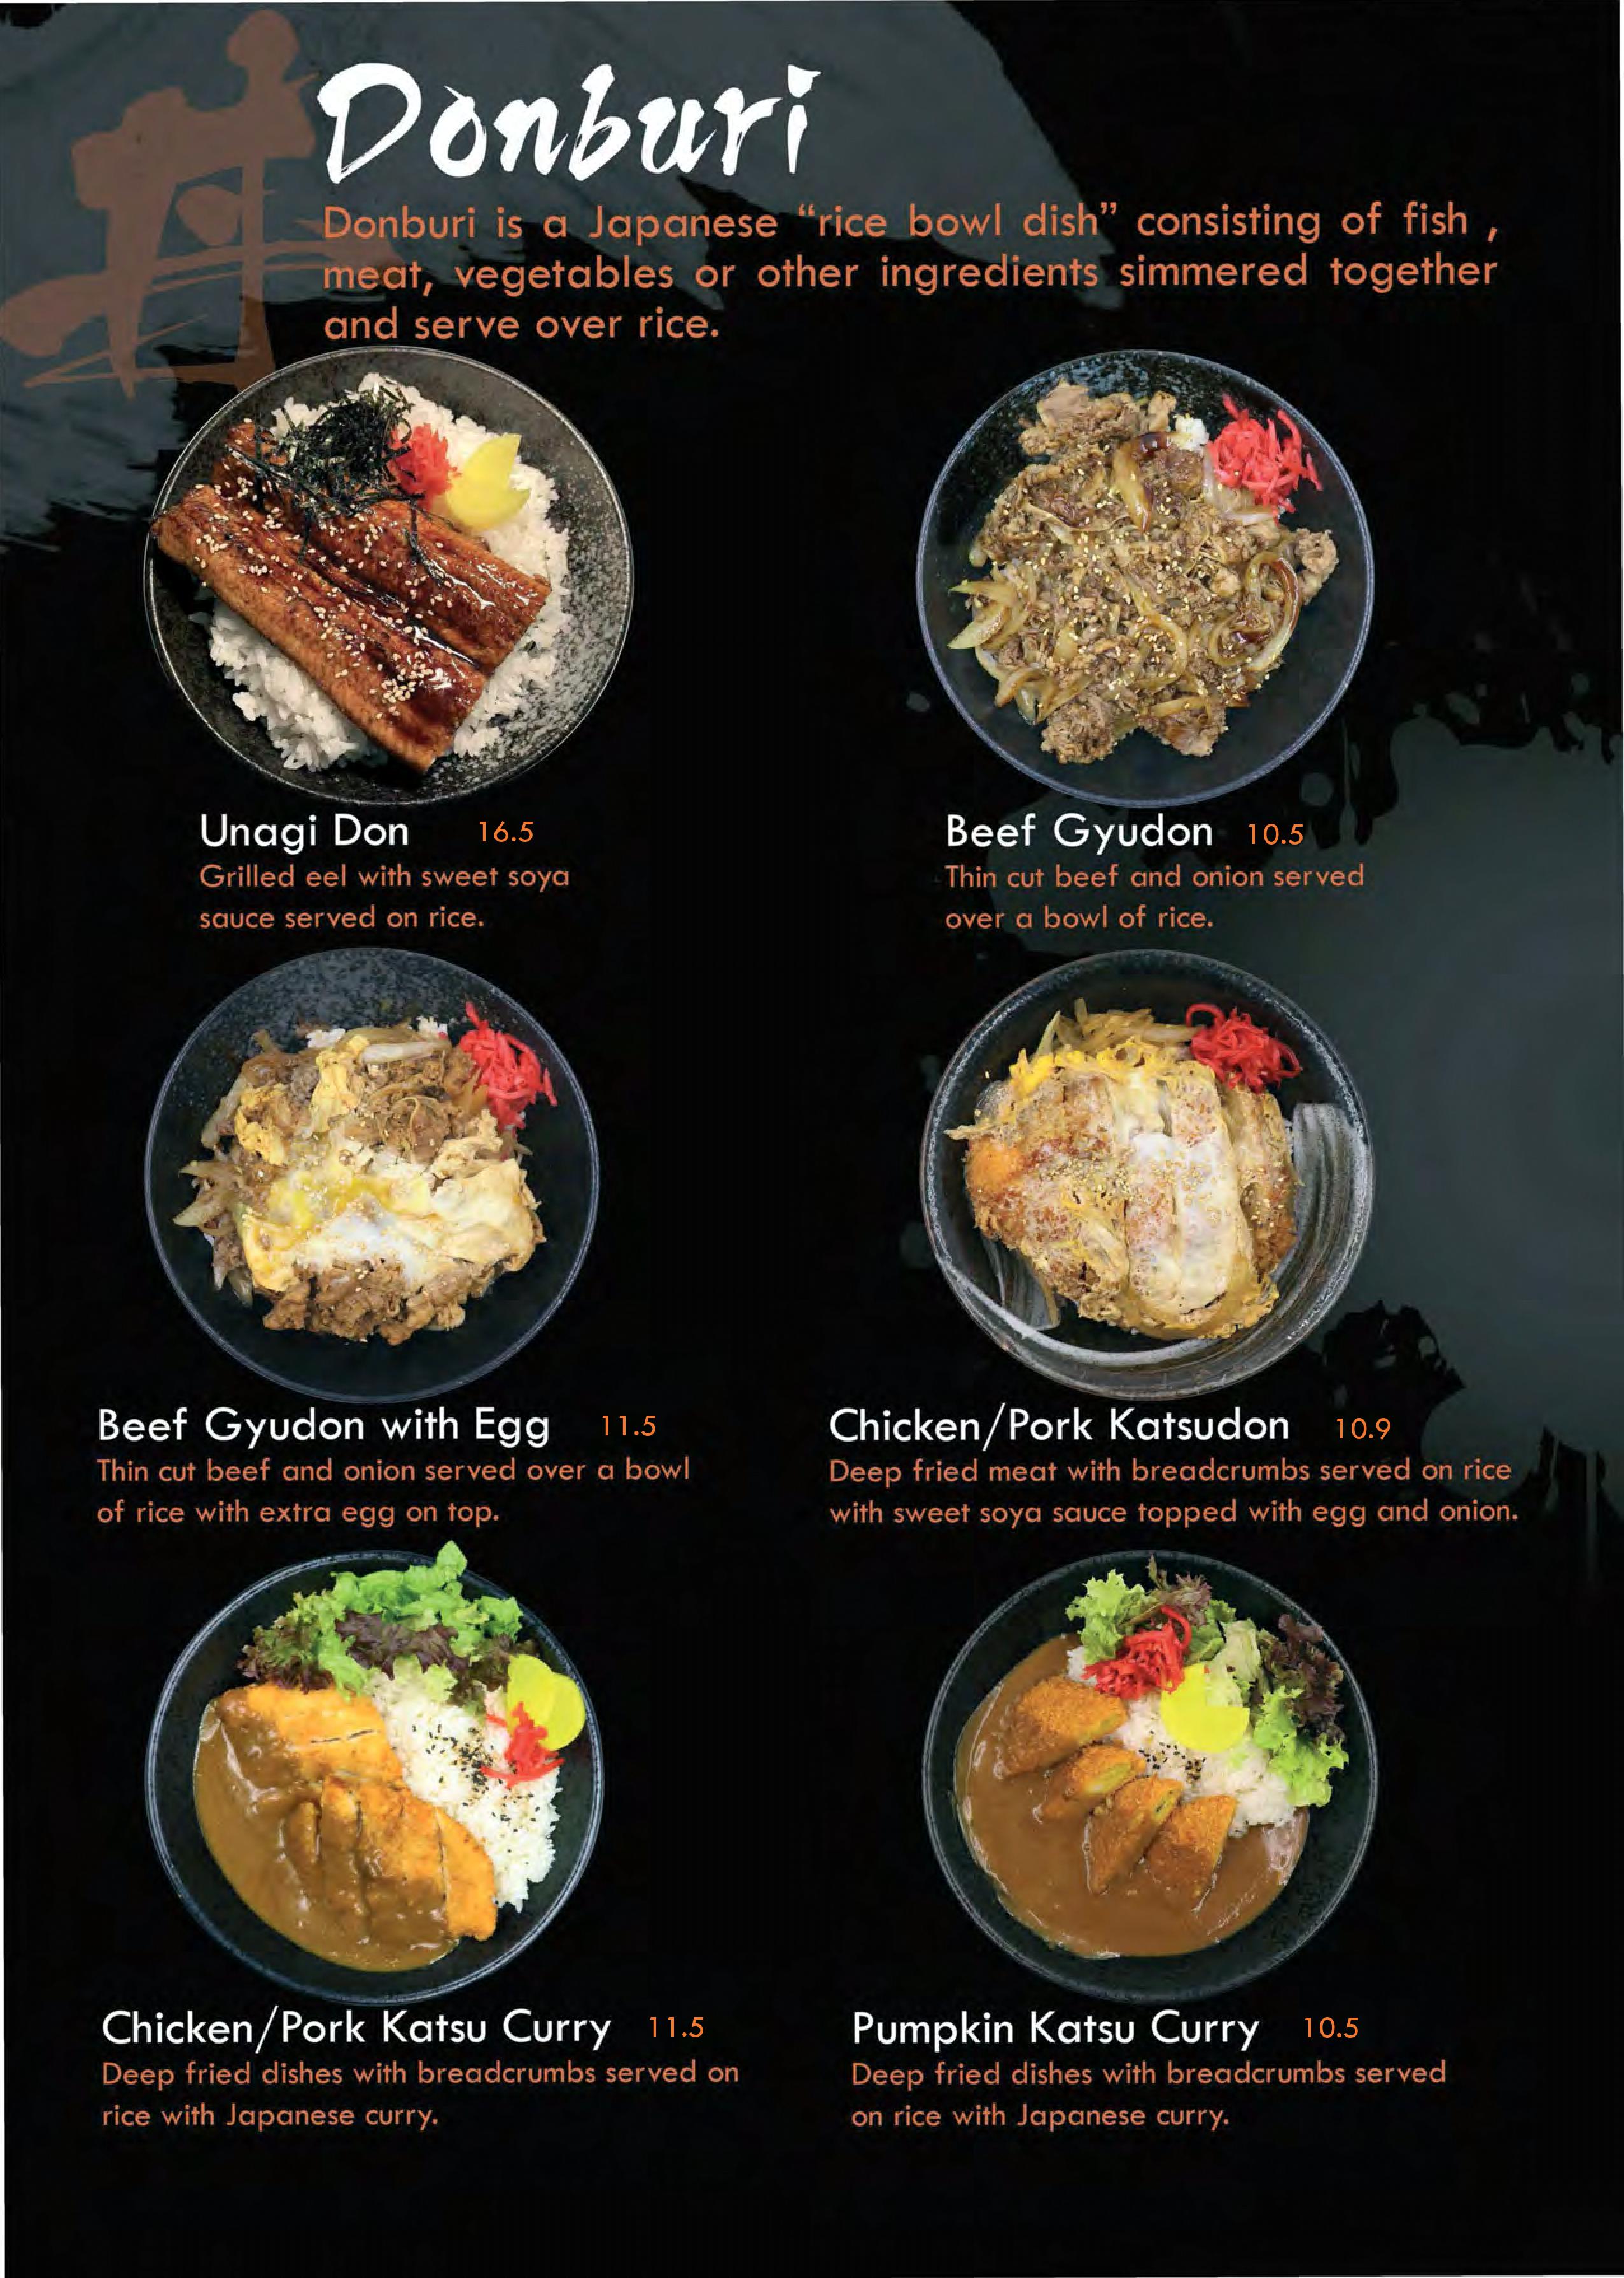 丼
Donburi
Donburi is a Japanese “rice bowl dish” consisting of fish ,
meat, vegetables or other ingredients simmered together
and serve over rice.
Unagi Don 16.5
Grilled eel with sweet soya
sauce served on rice.
Beef Gyudon 10.5
Thin cut beef and onion served
over a bowl of rice.
Beef Gyudon with Egg 11.5
Thin cut beef and onion served over a bowl
of rice with extra egg on top.
Chicken/Pork Katsudon 10.9
Deep fried meat with breadcrumbs served on rice
with sweet soya sauce topped with egg and onion.
Chicken/Pork Katsu Curry 11.5
Deep fried dishes with breadcrumbs served on
rice with Japanese curry.
Pumpkin Katsu Curry 10.5
Deep fried dishes with breadcrumbs served
on rice with Japanese curry.